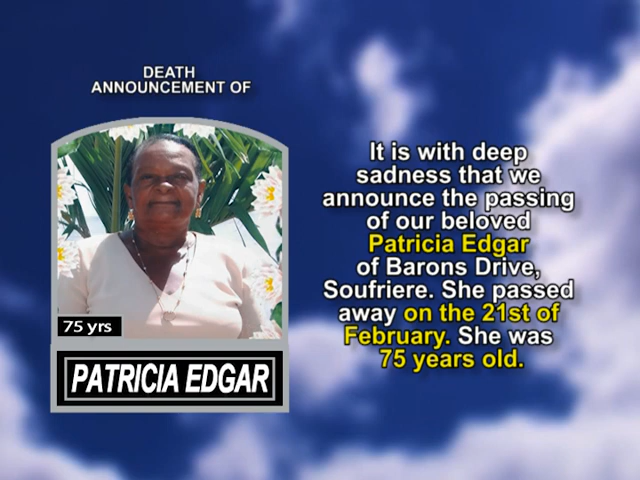 DEATH
ANNOUNCEMENT OF
75 yrs
PATRICIA EDGAR
It is with deep
sadness that we
announce the passing
of our beloved
Patricia Edgar
of Barons Drive,
Soufriere. She passed
away on the 21st of
February. She was
75 years old.